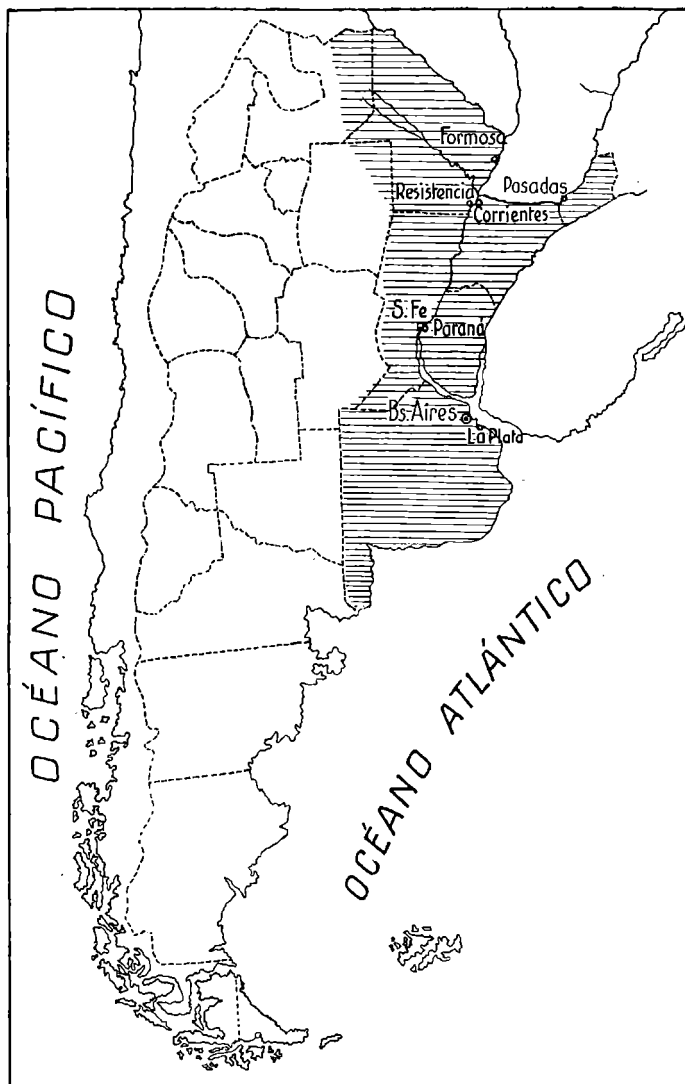 Formosa
Resistencia
Posadas
Corrientes
S. Fe
Paraná
Bs. Aires
La Plata
OCÉANO PACÍFICO
OCÉANO ATLÁNTICO